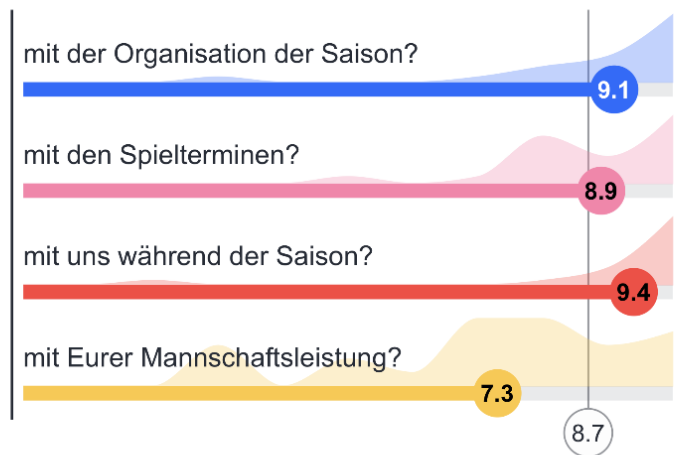 mit der Organisation der Saison?
9.1
mit den Spielterminen?
8.9
mit uns während der Saison?
9.4
mit Eurer Mannschaftsleistung?
7.3
8.7